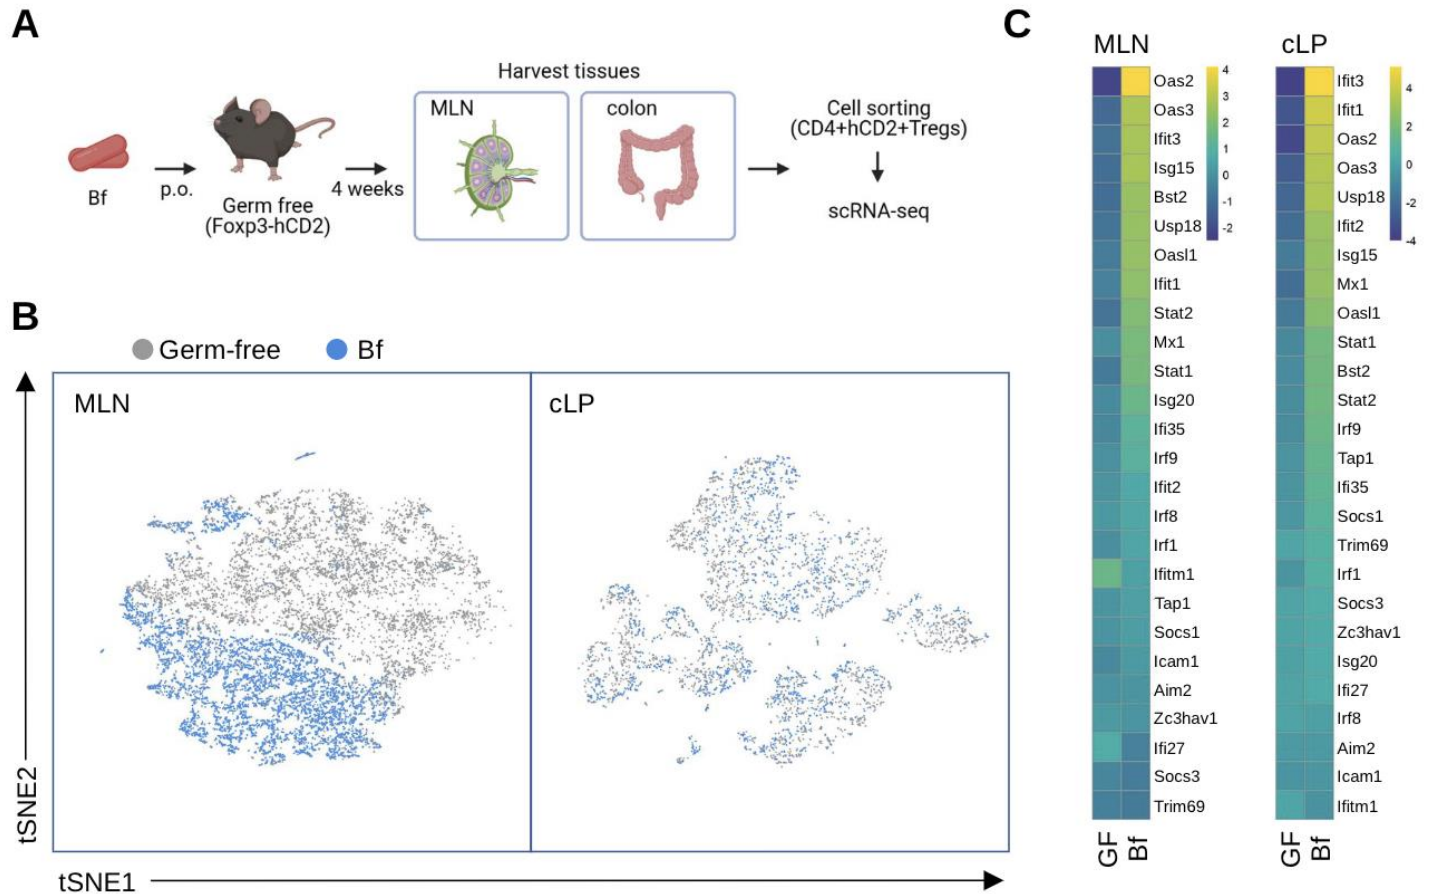 A
Harvest tissues
MLN
colon
Bf
p.o.
Germ free
(Foxp3-hCD2)
4 weeks
Cell sorting
(CD4+hCD2+Tregs)
scRNA-seq
B
Germ-free
Bf
MLN
cLP
tSNE2
tSNE1
C
MLN
Oas2
Oas3
Ifit3
Isg15
Bst2
Usp18
Oasl1
Ifit1
Stat2
Mx1
Stat1
Isg20
Ifi35
Irf9
Ifit2
Irf8
Irf1
Ifitm1
Tap1
Socs1
Icam1
Aim2
Zc3hav1
Ifi27
Socs3
Trim69
4
3
2
1
0
-1
-2
GF
Bf
cLP
Ifit3
Ifit1
Oas2
Oas3
Usp18
Ifit2
Isg15
Mx1
Oasl1
Stat1
Bst2
Stat2
Irf9
Tap1
Ifi35
Socs1
Trim69
Irf1
Socs3
Zc3hav1
Isg20
Ifi27
Irf8
Aim2
Icam1
Ifitm1
4
2
0
-2
-4
GF
Bf